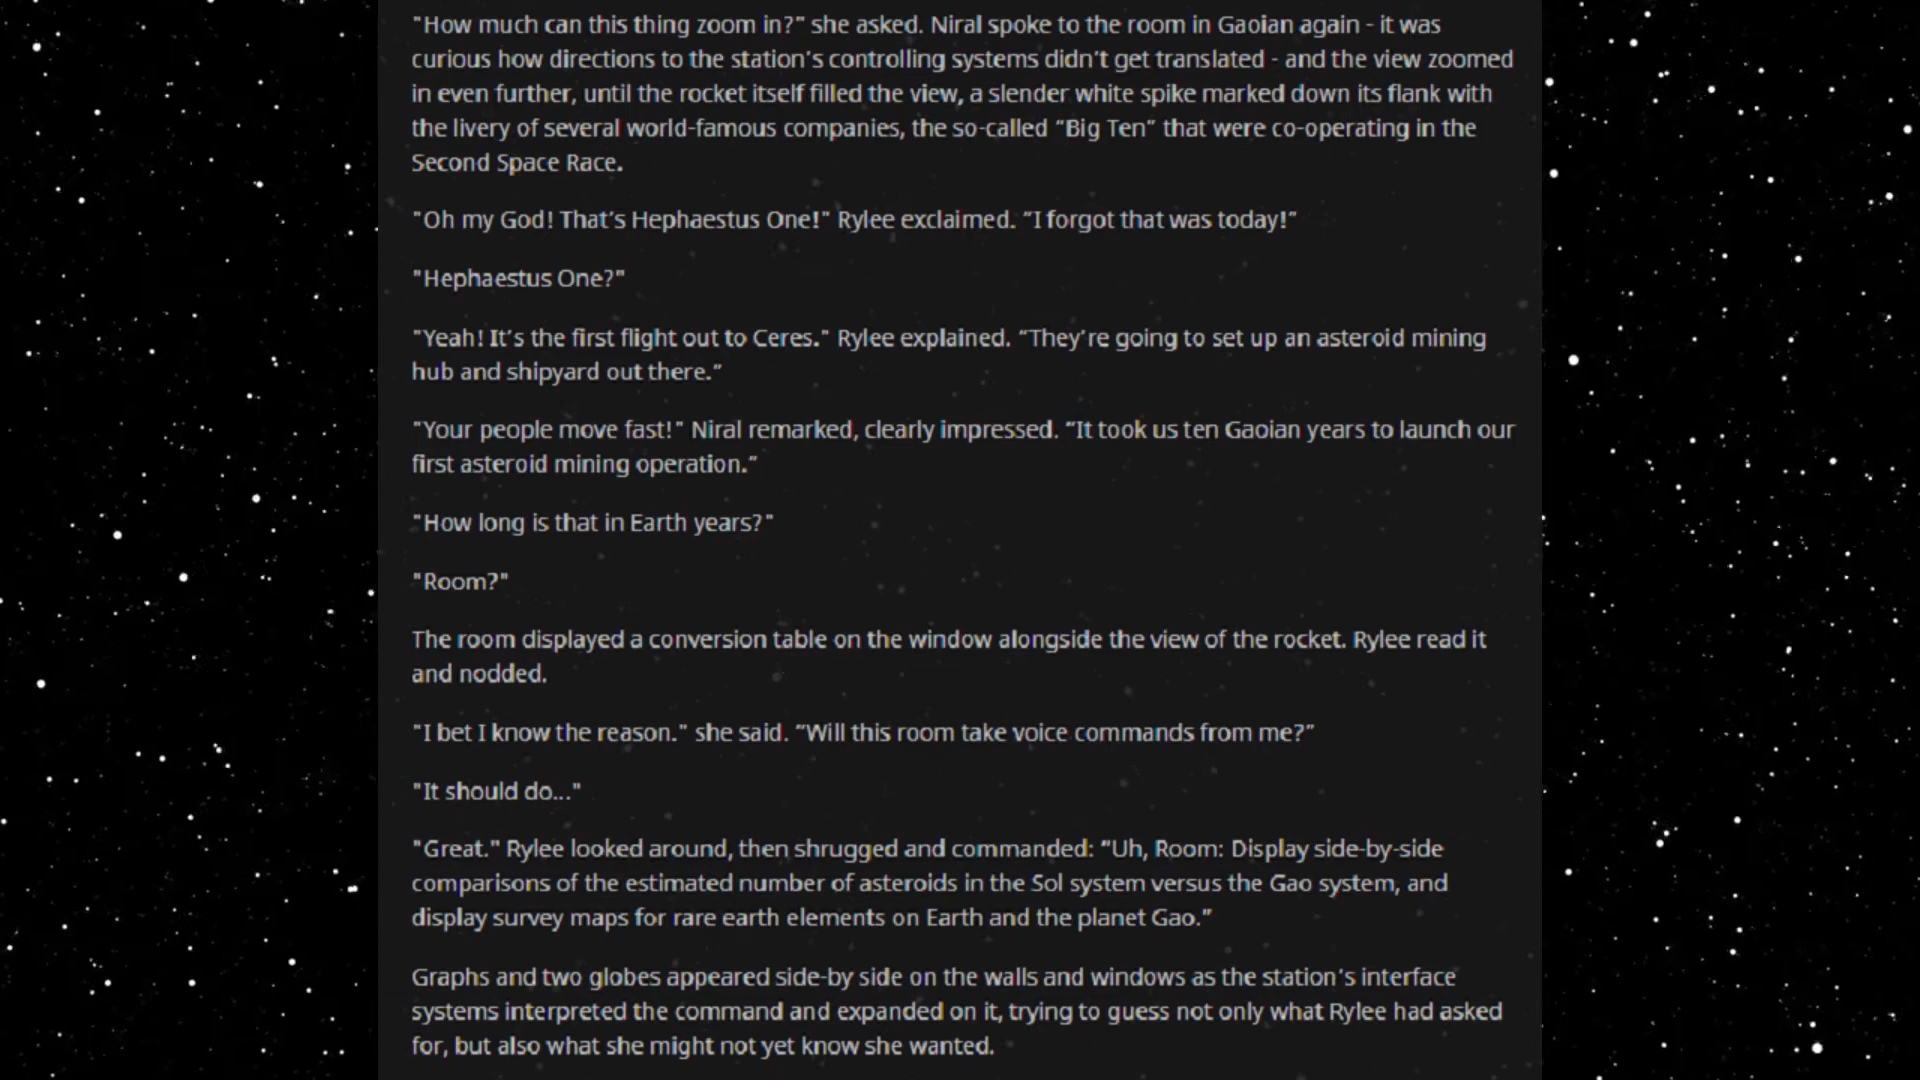 "How much can this thing zoom in?" she asked. Niral spoke to the room in Gaoian again - it was
curious how directions to the station's controlling systems didn't get translated - and the view zoomed
in even further, until the rocket itself filled the view, a slender white spike marked down its flank with
the livery of several world-famous companies, the so-called “Big Ten” that were co-operating in the
Second Space Race.
"Oh my God! That's Hephaestus One!" Rylee exclaimed. “I forgot that was today!”
"Hephaestus One?"
"Yeah! It's the first flight out to Ceres." Rylee explained. “They're going to set up an asteroid mining
hub and shipyard out there.”
"Your people move fast!" Niral remarked, clearly impressed. “It took us ten Gaoian years to launch our
first asteroid mining operation.”
"How long is that in Earth years?"
"Room?"
The room displayed a conversion table on the window alongside the view of the rocket. Rylee read it
and nodded.
"I bet I know the reason." she said. “Will this room take voice commands from me?”
"It should do..."
"Great." Rylee looked around, then shrugged and commanded: “Uh, Room: Display side-by-side
comparisons of the estimated number of asteroids in the Sol system versus the Gao system, and
display survey maps for rare earth elements on Earth and the planet Gao.”
Graphs and two globes appeared side-by side on the walls and windows as the station's interface
systems interpreted the command and expanded on it, trying to guess not only what Rylee had asked
for, but also what she might not yet know she wanted.